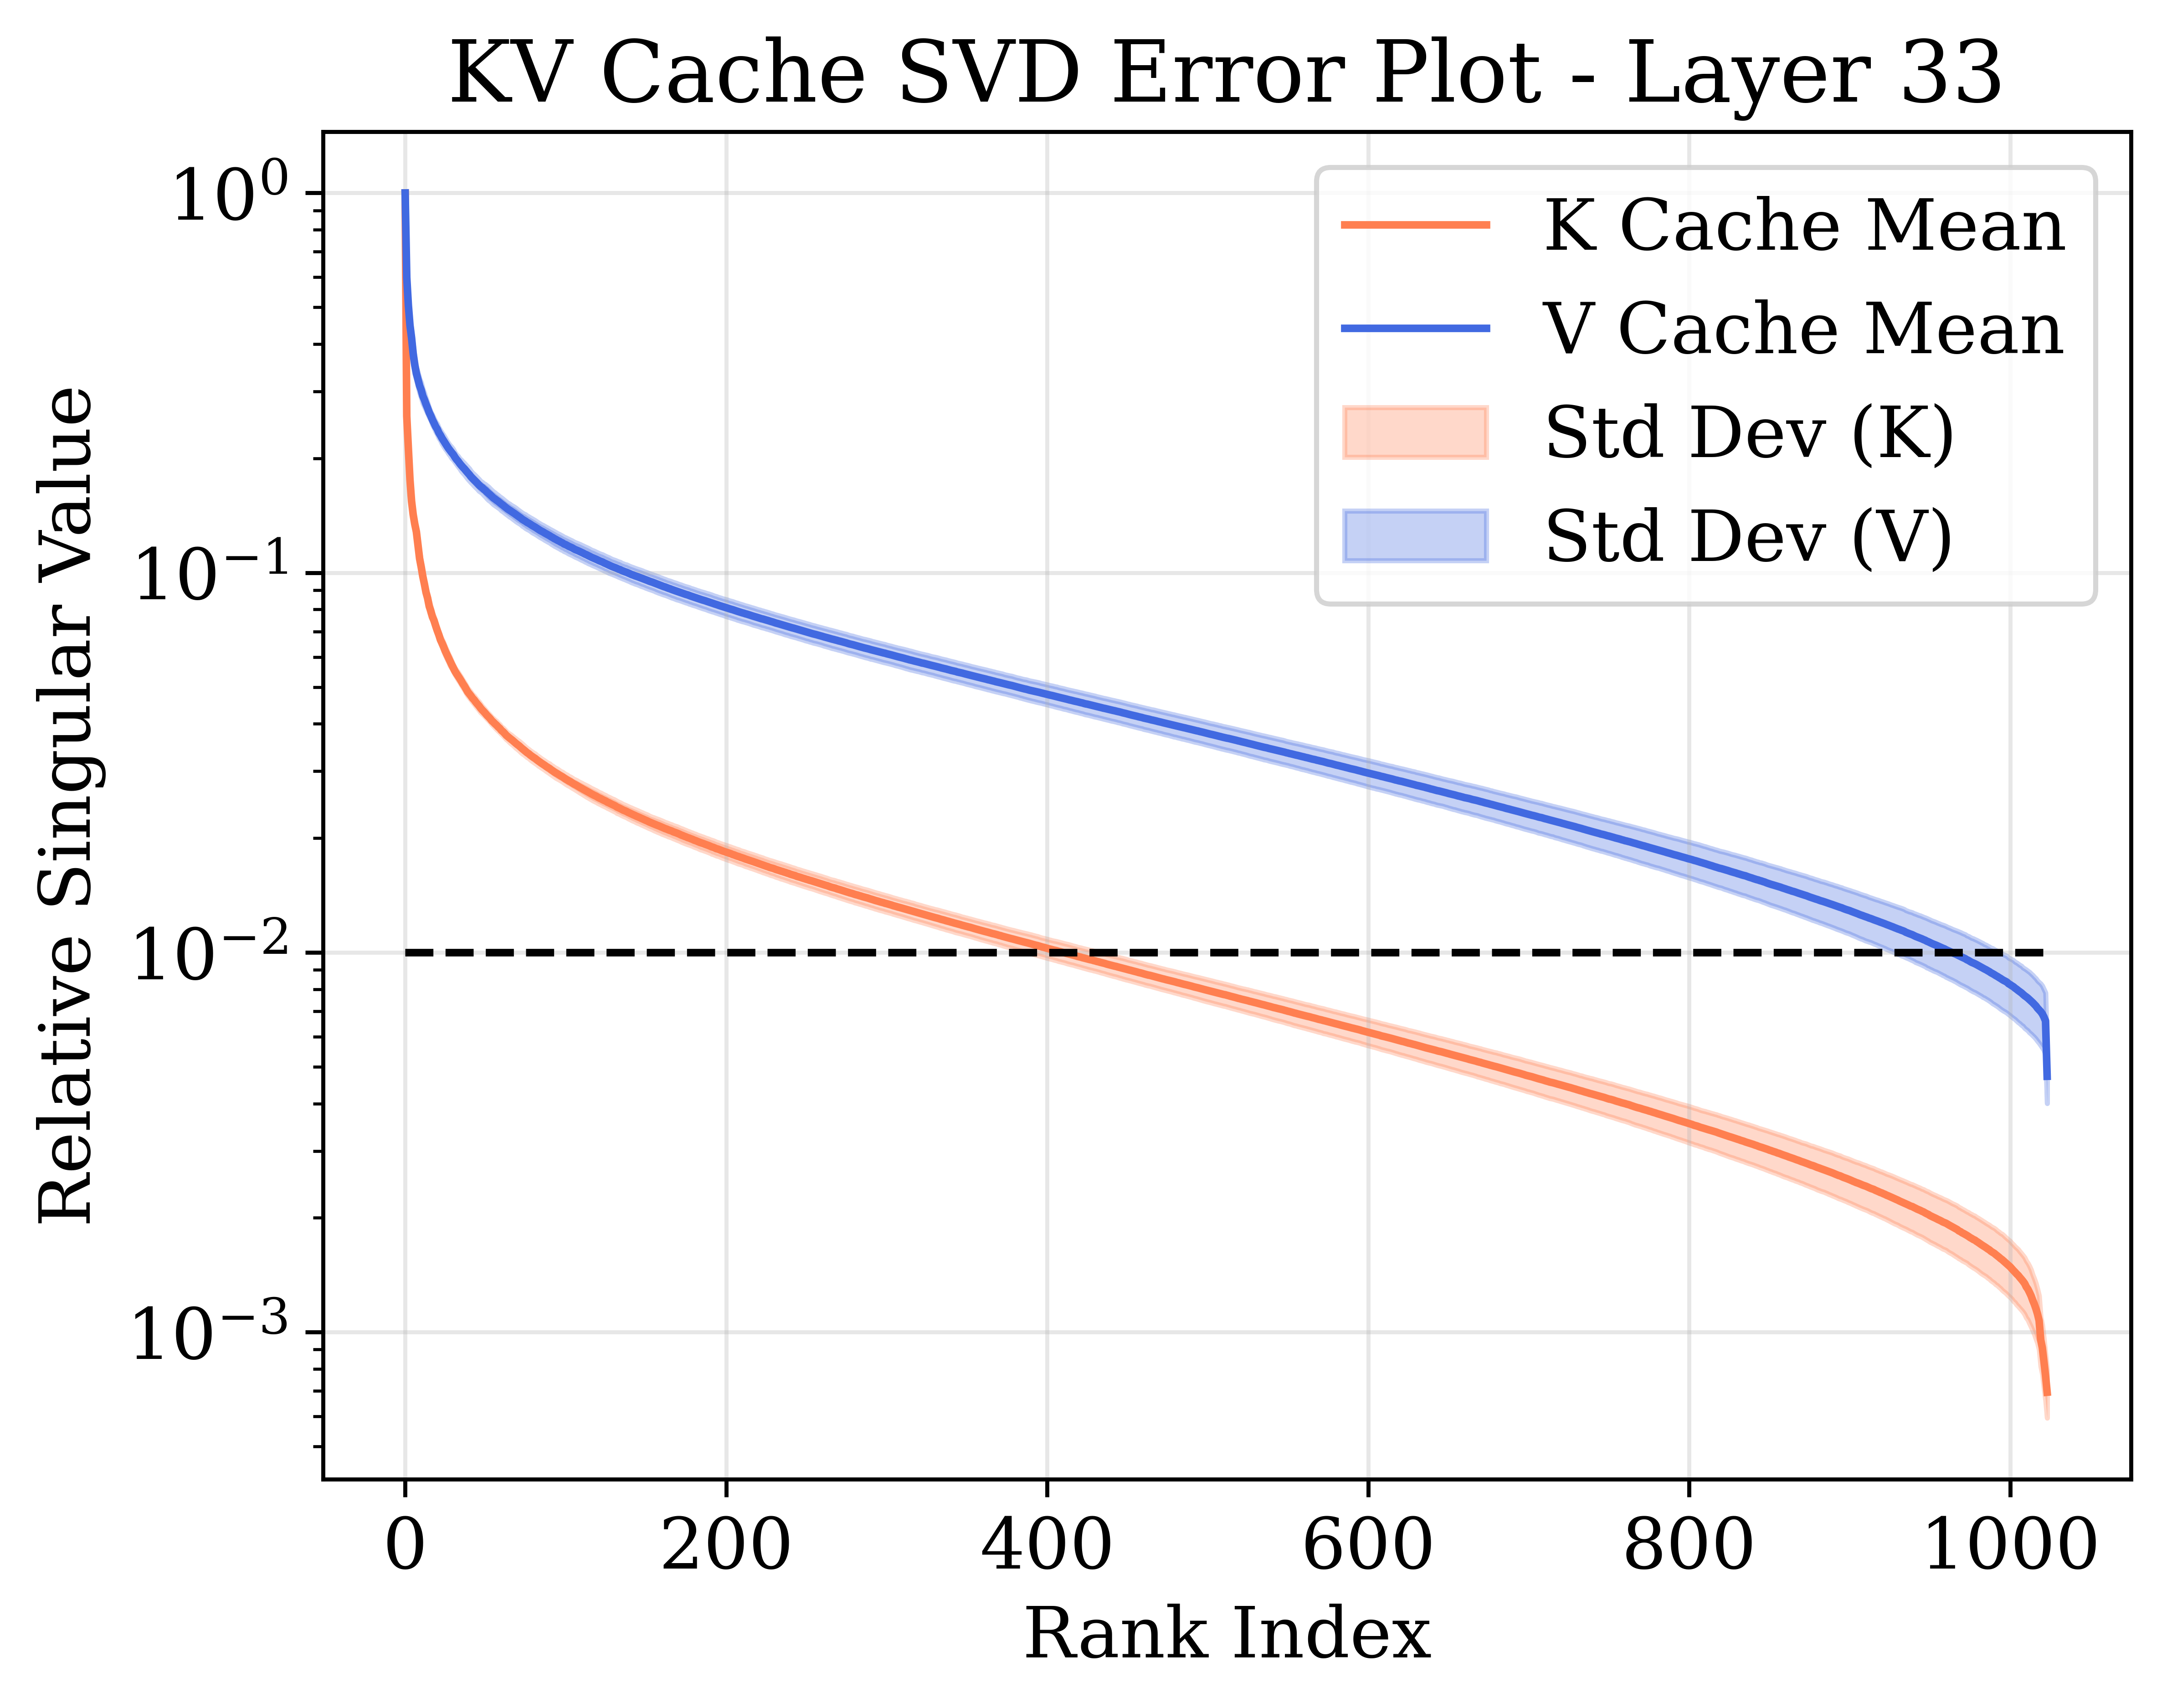 KV Cache SVD Error Plot - Layer 33
Relative Singular Value
10⁰
10⁻¹
10⁻²
10⁻³
K Cache Mean
V Cache Mean
Std Dev (K)
Std Dev (V)
0 200 400 600 800 1000
Rank Index